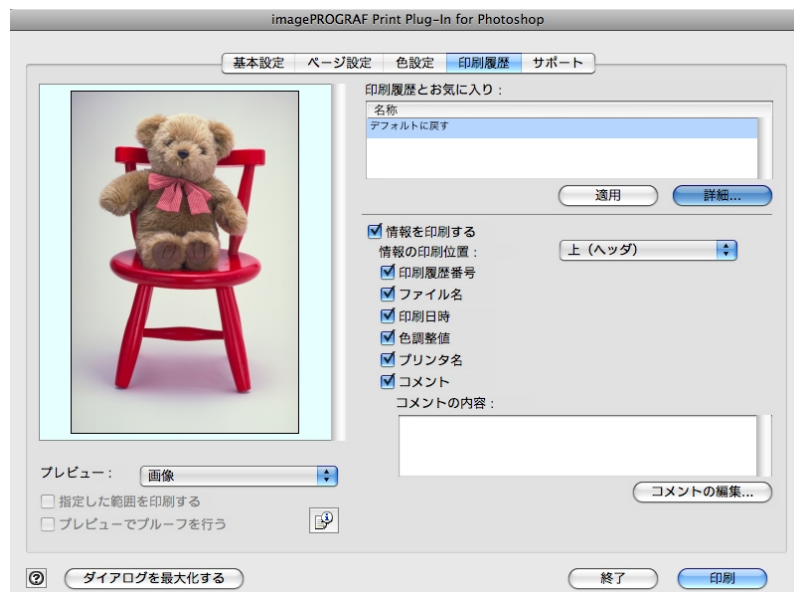 imagePROGRAF Print Plug-In for Photoshop
基本設定 ページ設定 色設定 印刷履歴 サポート
印刷履歴とお気に入り:
名称
デフォルトに戻す
適用 詳細...
情報を印刷する
情報の印刷位置: 上 (ヘッダ)
印刷履歴番号
ファイル名
印刷日時
色調整値
プリンタ名
コメント
コメントの内容:
コメントの編集...
プレビュー: 画像
指定した範囲を印刷する
プレビューでプルーフを行う
? ダイアログを最大化する 終了 印刷